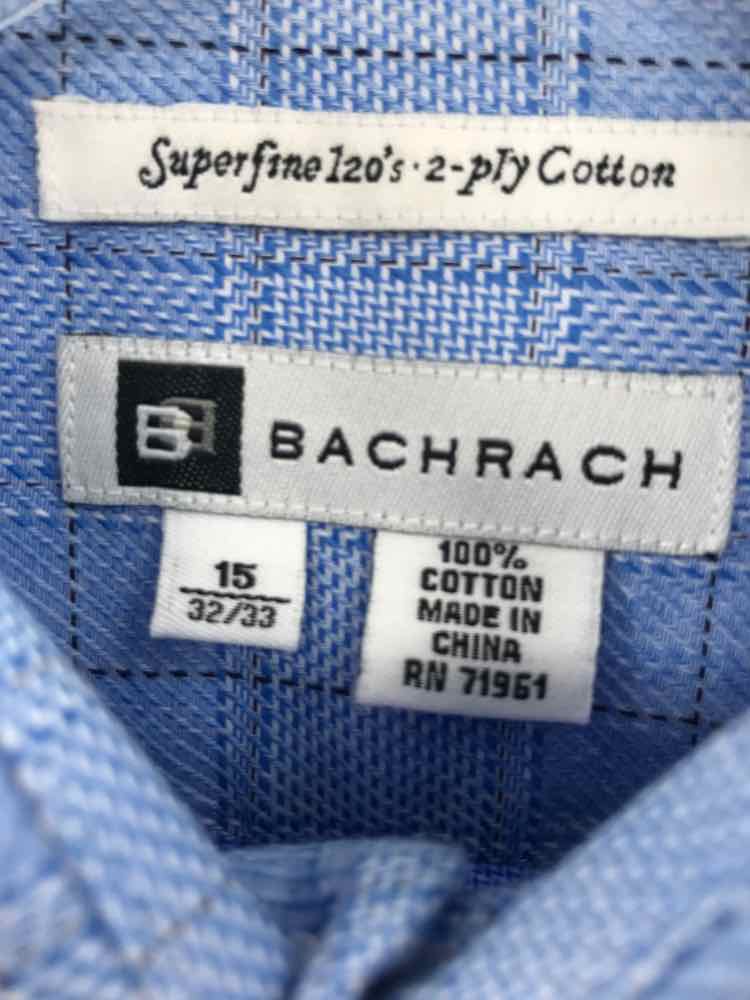 Superfine 120's · 2-ply Cotton
B
BACHRACH
15
32/33
100%
COTTON
MADE IN
CHINA
RN 71961